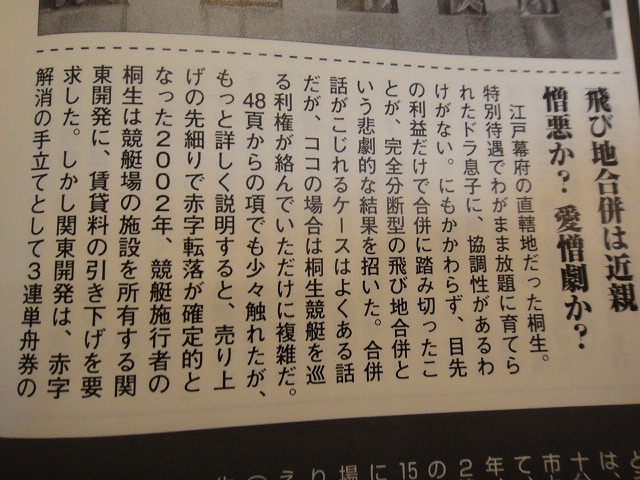 飛び地合併は近親
憎悪か？愛憎劇か？
江戸幕府の直轄地だった桐生。
特別待遇でわがまま放題に育てら
れたドラ息子に、協調性があるわ
けがない。にもかかわらず、目先
の利益だけで合併に踏み切ったこ
とが、完全分断型の飛び地合併と
いう悲劇的な結果を招いた。合併
話がこじれるケースはよくある話
だが、ココの場合は桐生競艇を巡
る利権が絡んでいただけに複雑だ。
48頁からの項でも少々触れたが、
もっと詳しく説明すると、売り上
げの先細りで赤字転落が確定的と
なった2002年、競艇施行者の
桐生は競艇場の施設を所有する関
東開発に、賃貸料の引き下げを要
求した。しかし関東開発は、赤字
解消の手立てとして3連単舟券の